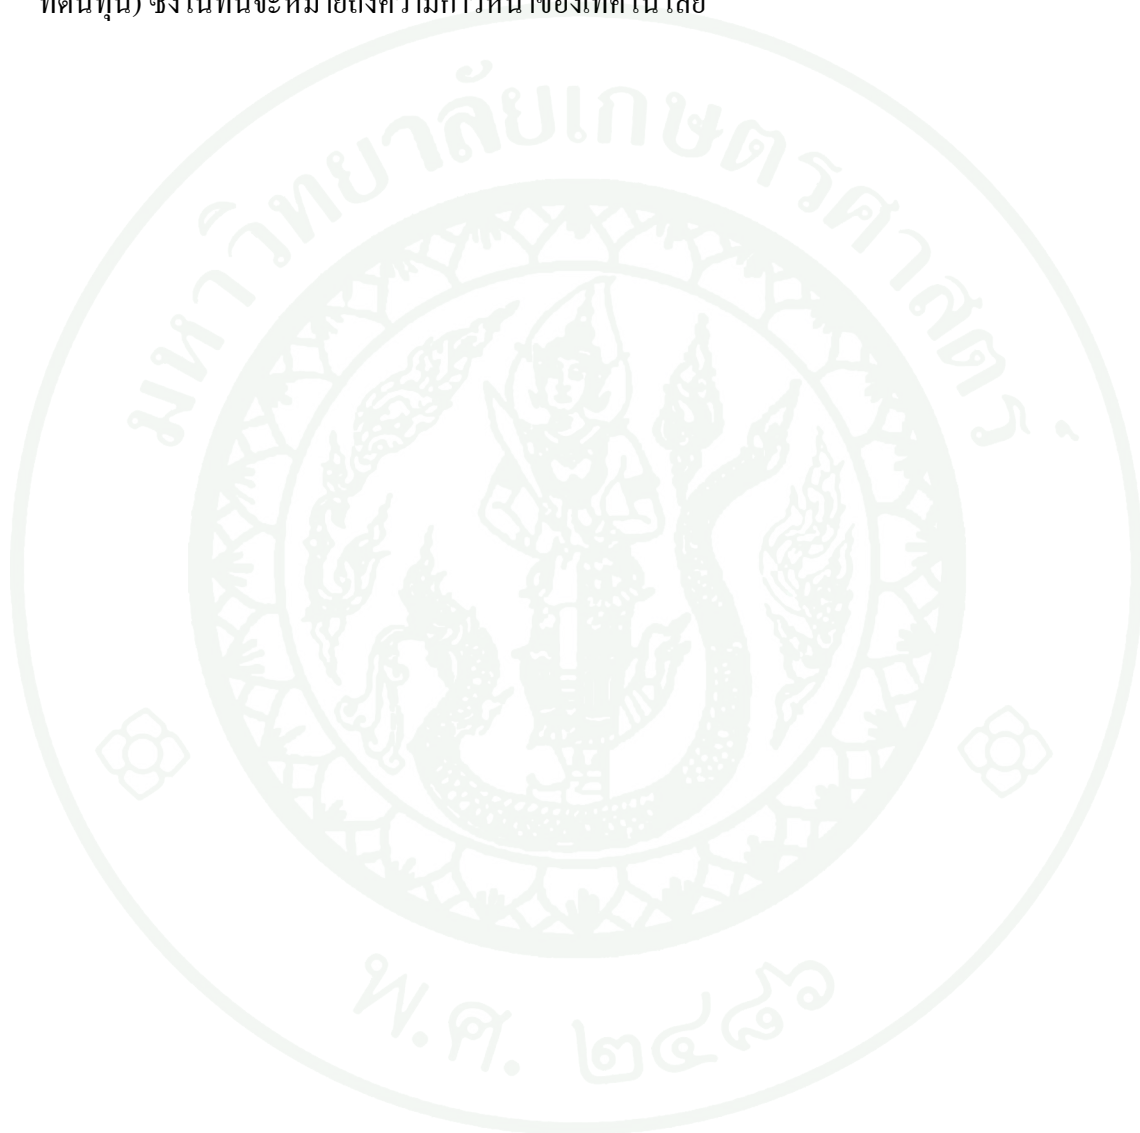 ที่ดินทุน) ซึ่งในที่นี้จะหมายถึงความก้าวหน้าของเทคโนโลยี
มหาวิทยาลัยเกษตรศาสตร์
พ.ศ. ๒๔๘๖